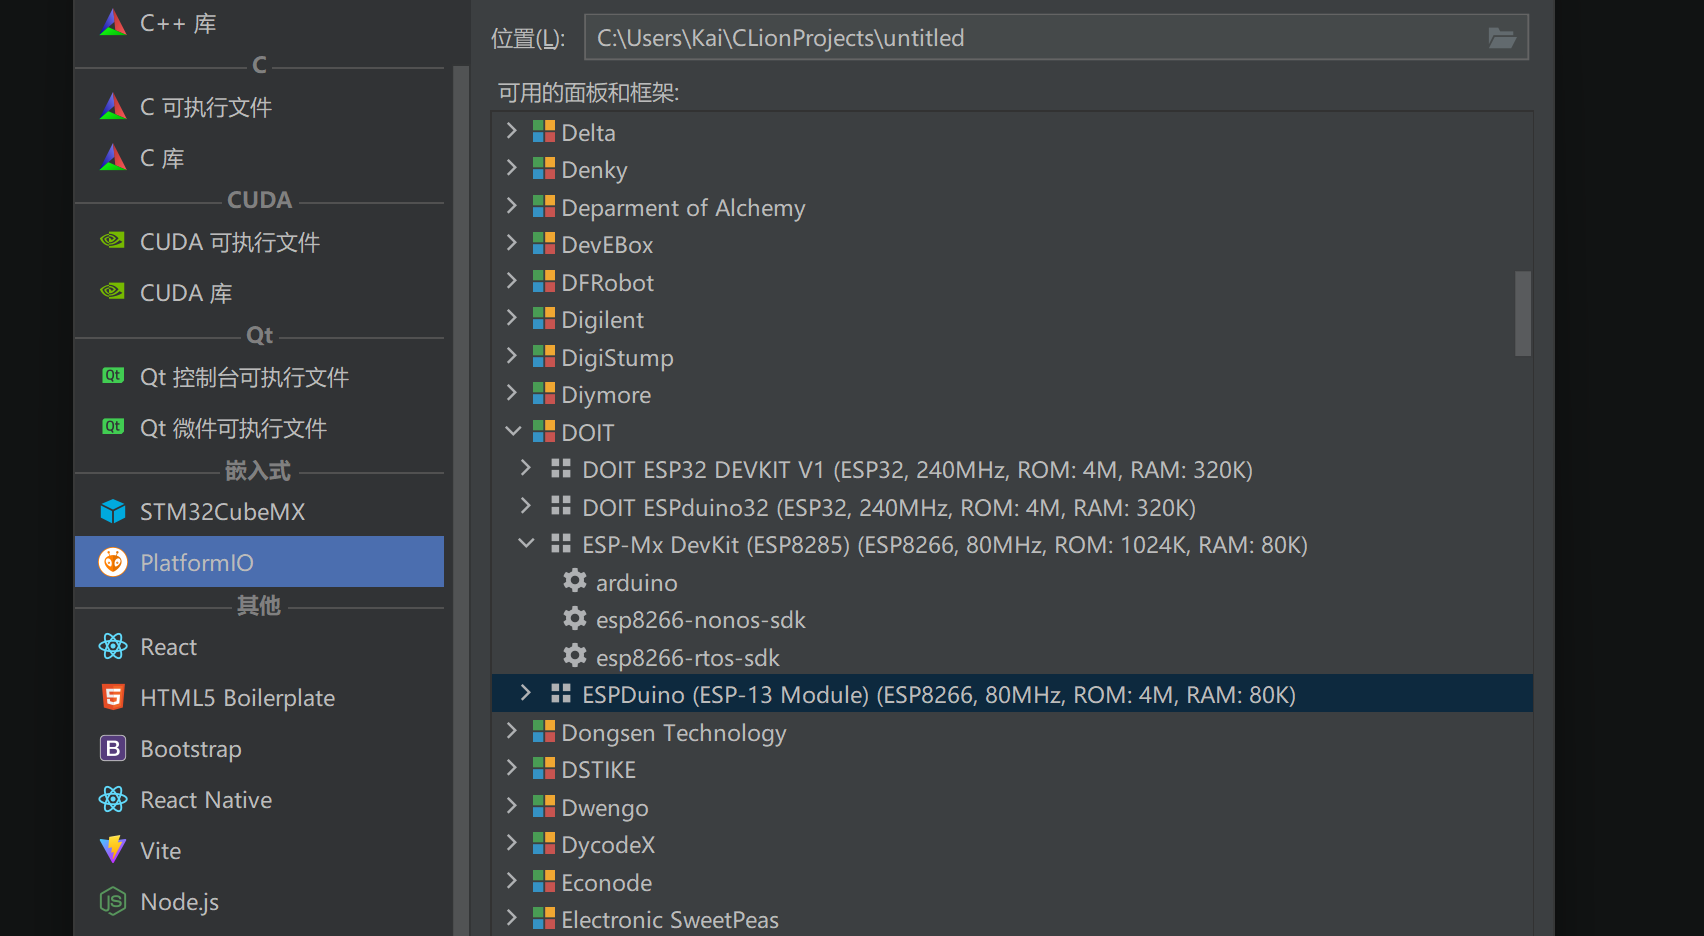 C++ 库
C
C 可执行文件
C 库
CUDA
CUDA 可执行文件
CUDA 库
Qt
Qt 控制台可执行文件
Qt 微件可执行文件
嵌入式
STM32CubeMX
PlatformIO
其他
React
HTML5 Boilerplate
Bootstrap
React Native
Vite
Node.js
位置(L): C:\Users\Kai\CLionProjects\untitled
可用的面板和框架:
Delta
Denky
Deparment of Alchemy
DevEBox
DFRobot
Digilent
DigiStump
Diymore
DOIT
DOIT ESP32 DEVKIT V1 (ESP32, 240MHz, ROM: 4M, RAM: 320K)
DOIT ESPduino32 (ESP32, 240MHz, ROM: 4M, RAM: 320K)
ESP-Mx DevKit (ESP8285) (ESP8266, 80MHz, ROM: 1024K, RAM: 80K)
arduino
esp8266-nonos-sdk
esp8266-rtos-sdk
ESPDuino (ESP-13 Module) (ESP8266, 80MHz, ROM: 4M, RAM: 80K)
Dongsen Technology
DSTIKE
Dwengo
DycodeX
Econode
Electronic SweetPeas